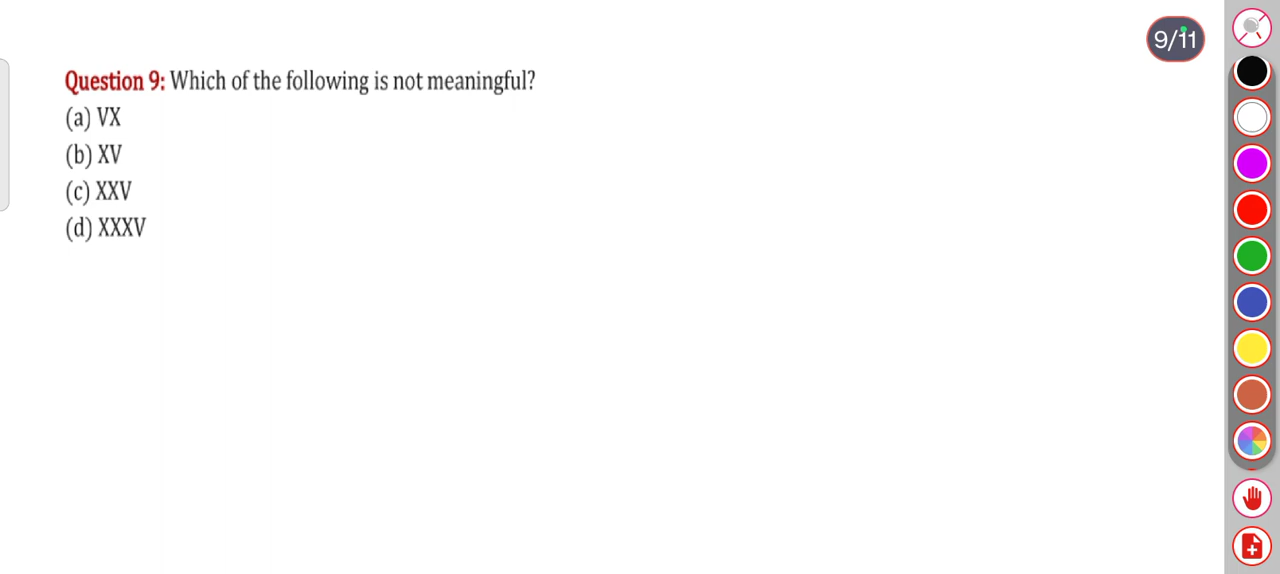 9/11
Question 9: Which of the following is not meaningful?
(a) VX
(b) XV
(c) XXV
(d) XXXV